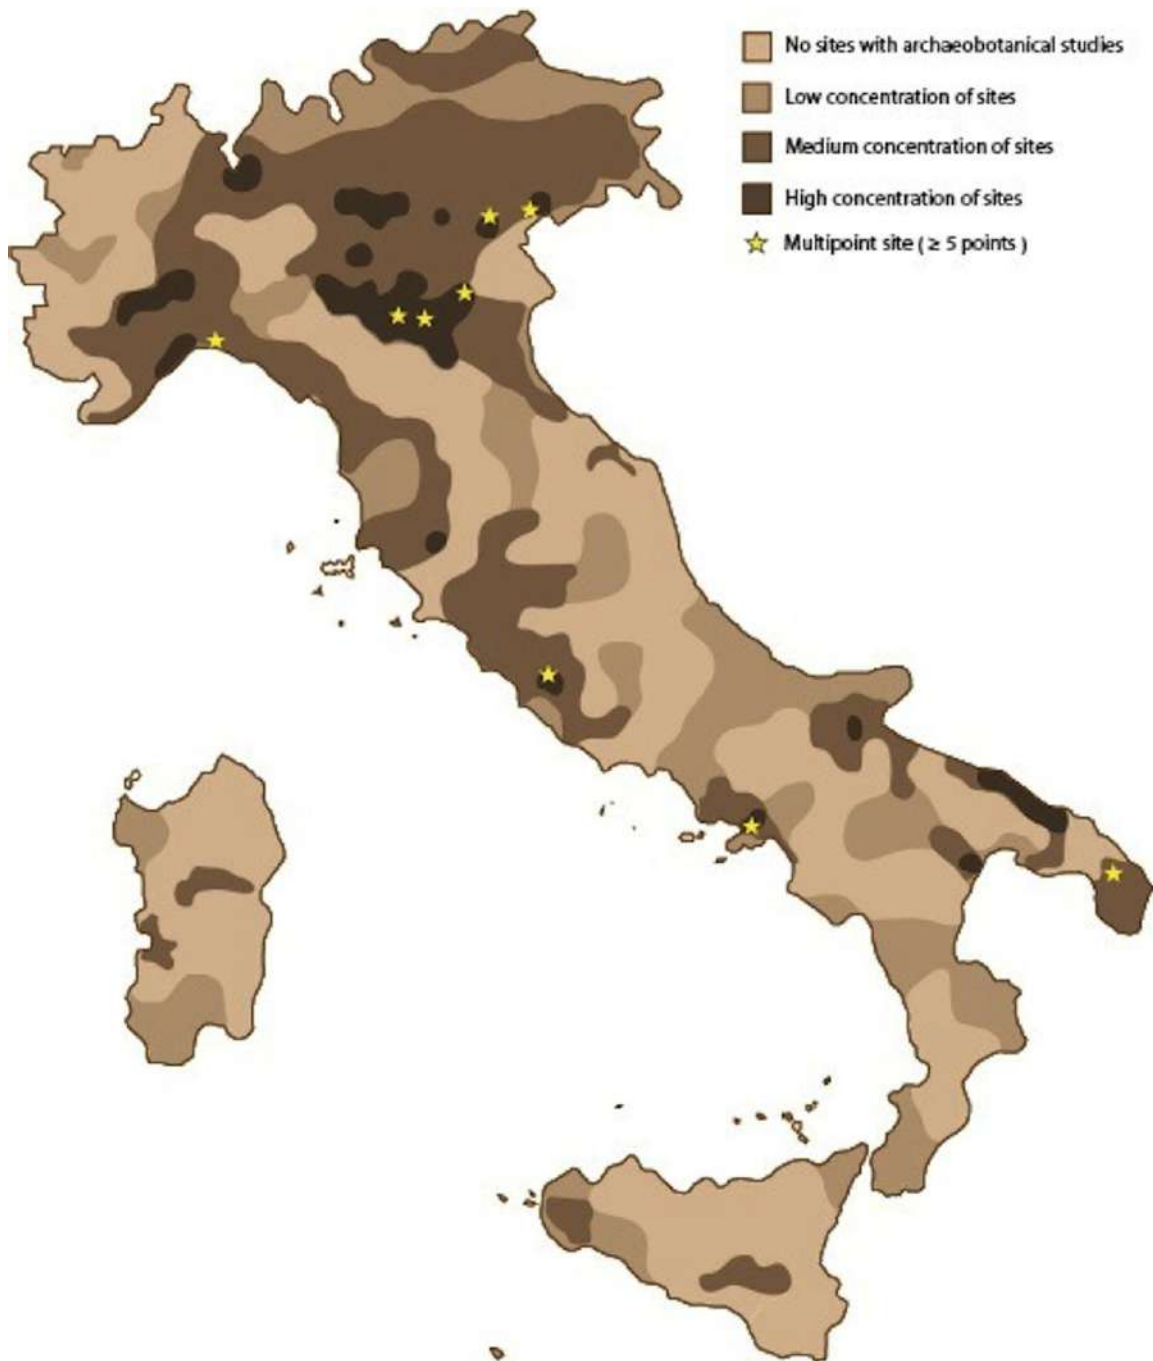 No sites with archaeobotanical studies
Low concentration of sites
Medium concentration of sites
High concentration of sites
Multipoint site ( ≥ 5 points )